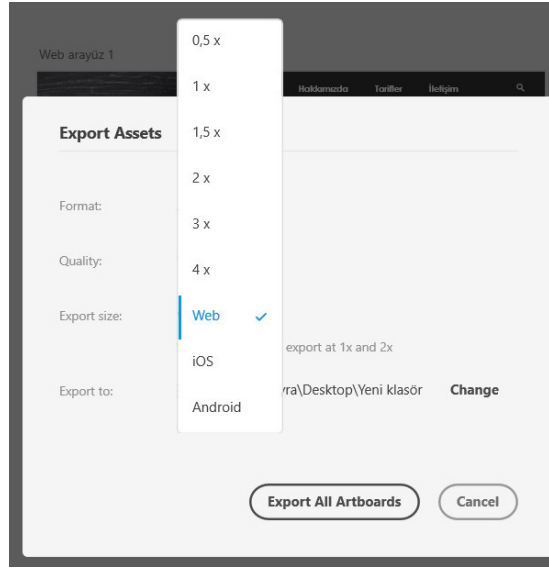 Web arayüz 1
Hakkımızda Tarifler İletişim
Export Assets
Format:
Quality:
Export size:
Export to:
0,5 x
1 x
1,5 x
2 x
3 x
4 x
Web
iOS
Android
export at 1x and 2x
yra\Desktop\Yeni klasör
Change
Export All Artboards
Cancel